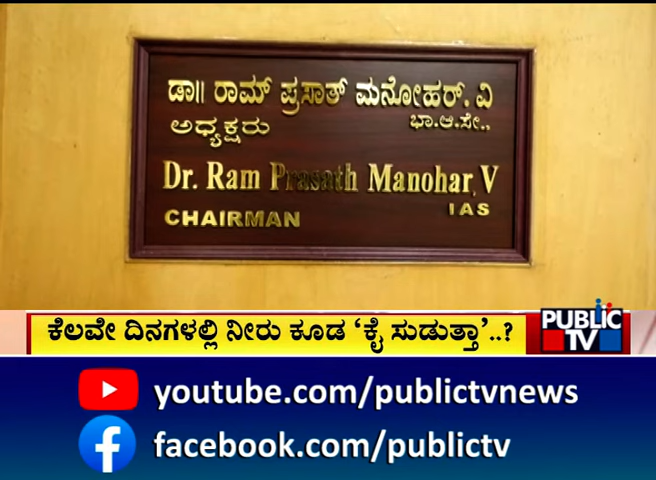 ಡಾ|| ರಾಮ್ ಪ್ರಸಾತ್ ಮನೋಹರ್. ವಿ
ಅಧ್ಯಕ್ಷರು ಭಾ.ಆ.ಸೇ.,
Dr. Ram Prasath Manohar, V
CHAIRMAN IAS
ಕೆಲವೇ ದಿನಗಳಲ್ಲಿ ನೀರು ಕೂಡ ‘ಕೈ ಸುಡುತ್ತಾ’..?
PUBLIC
TV
youtube.com/publictvnews
facebook.com/publictv